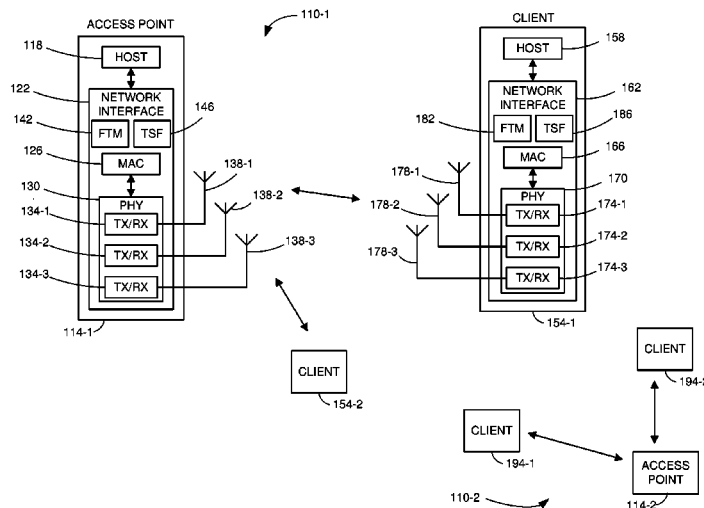 ACCESS POINT
110-1
118
HOST
122
NETWORK
INTERFACE
142
FTM
TSF
146
126
MAC
130
PHY
134-1
TX/RX
134-2
TX/RX
134-3
TX/RX
138-1
138-2
138-3
114-1
CLIENT
HOST
158
NETWORK
INTERFACE
162
182
FTM
TSF
186
MAC
166
178-1
PHY
170
178-2
TX/RX
174-1
178-3
TX/RX
174-2
TX/RX
174-3
154-1
CLIENT
154-2
CLIENT
194-2
CLIENT
194-1
ACCESS
POINT
114-2
110-2